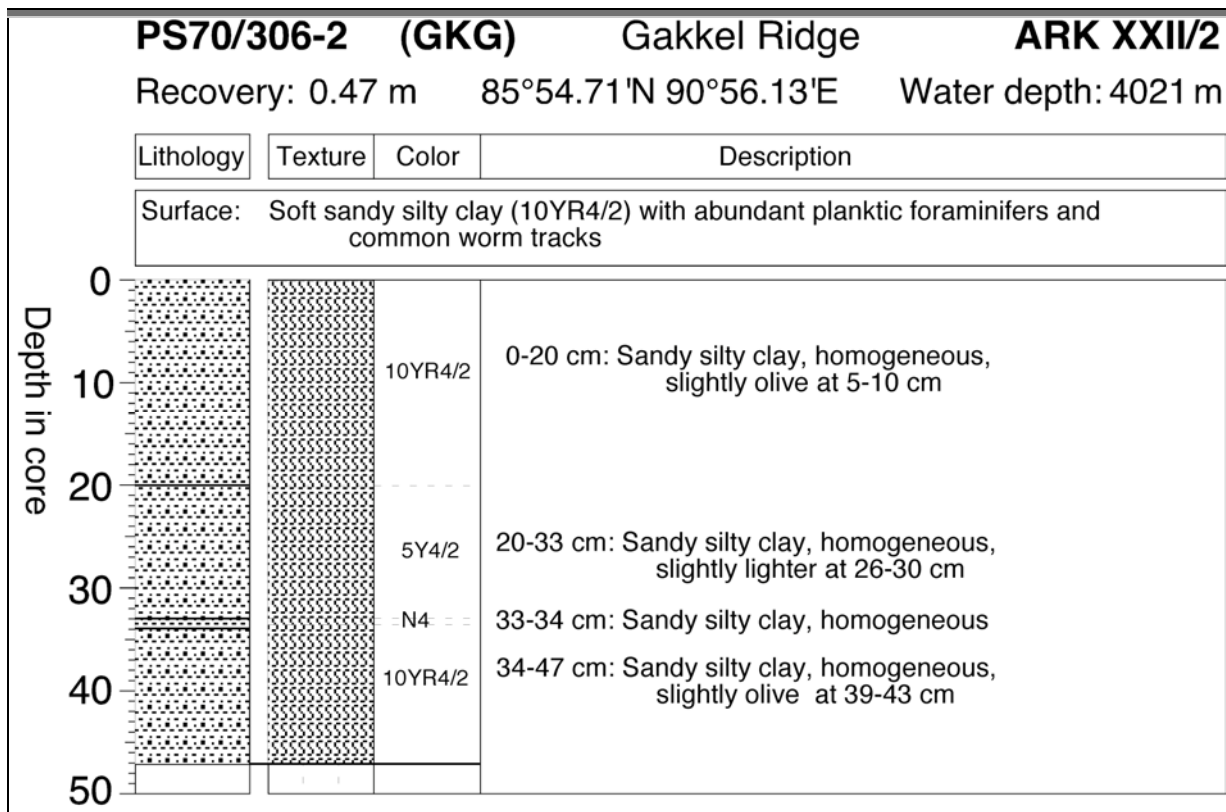 PS70/306-2 (GKG) Gakkel Ridge ARK XXII/2
Recovery: 0.47 m 85°54.71'N 90°56.13'E Water depth: 4021 m
Lithology Texture Color Description
Surface: Soft sandy silty clay (10YR4/2) with abundant planktic foraminifers and
common worm tracks
Depth in core
0
10
20
30
40
50
10YR4/2
5Y4/2
N4
10YR4/2
0-20 cm: Sandy silty clay, homogeneous,
slightly olive at 5-10 cm
20-33 cm: Sandy silty clay, homogeneous,
slightly lighter at 26-30 cm
33-34 cm: Sandy silty clay, homogeneous
34-47 cm: Sandy silty clay, homogeneous,
slightly olive at 39-43 cm